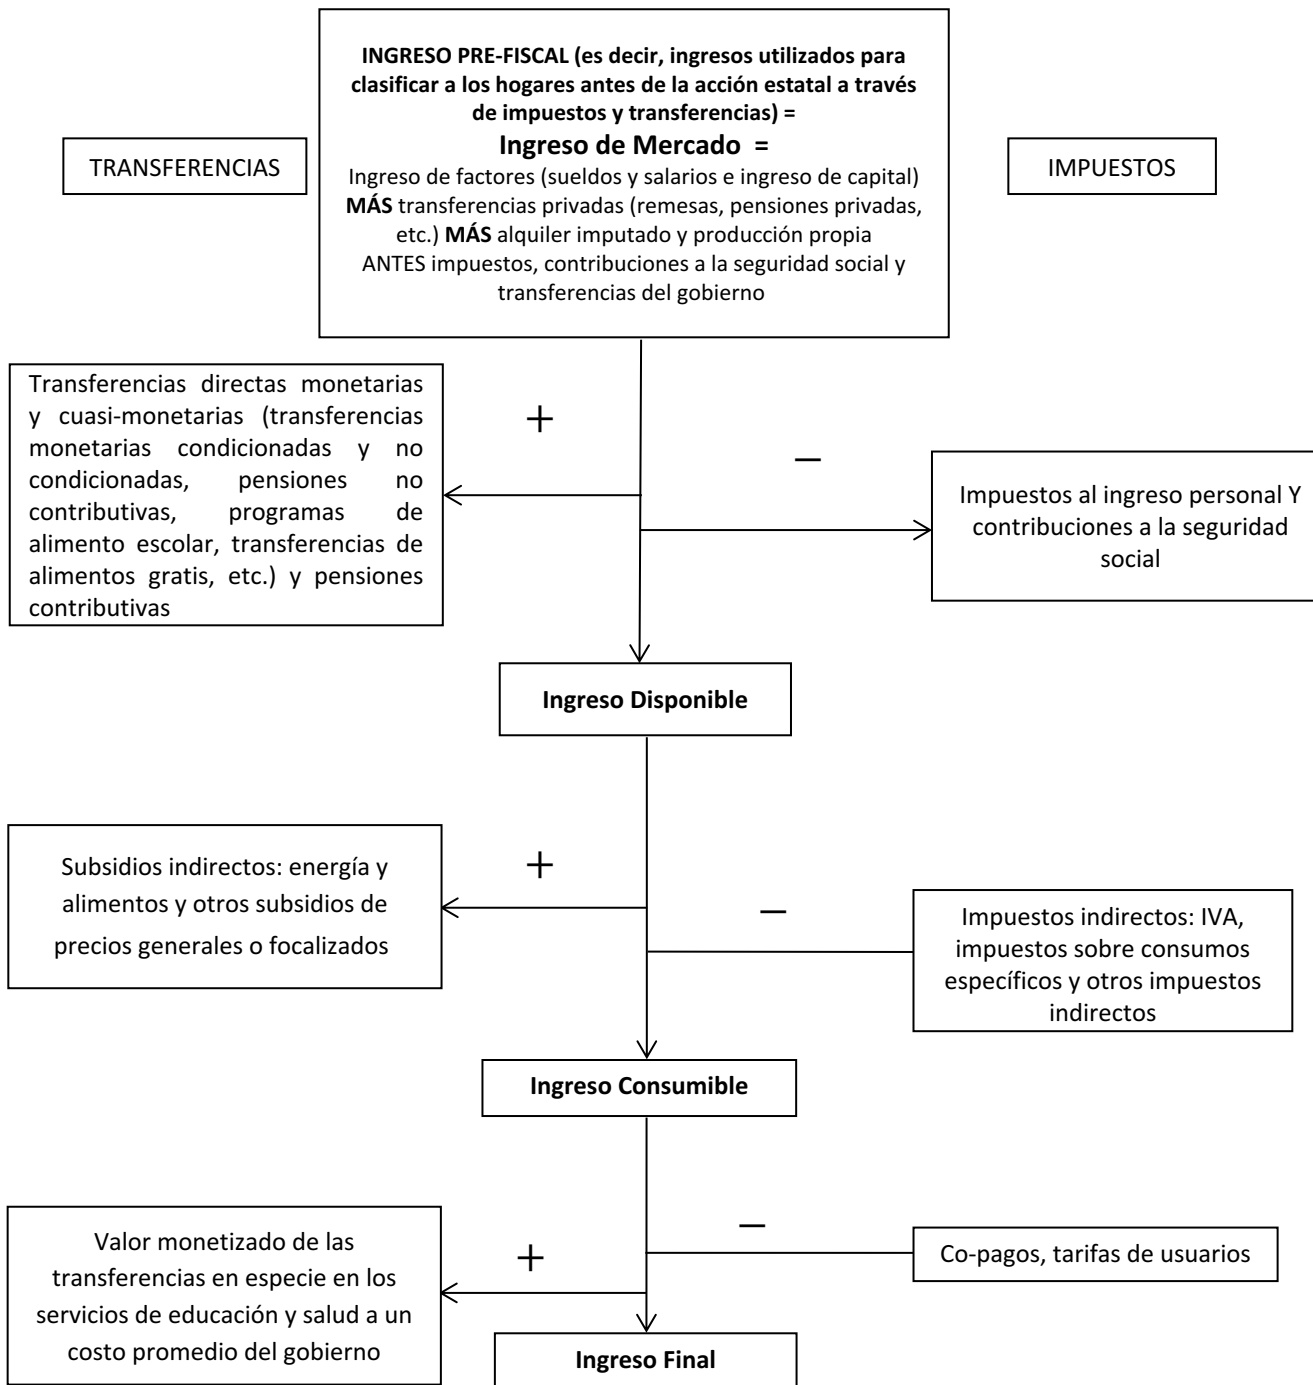 INGRESO PRE-FISCAL (es decir, ingresos utilizados para
clasificar a los hogares antes de la acción estatal a través
de impuestos y transferencias) =
Ingreso de Mercado =
Ingreso de factores (sueldos y salarios e ingreso de capital)
MÁS transferencias privadas (remesas, pensiones privadas,
etc.) MÁS alquiler imputado y producción propia
ANTES impuestos, contribuciones a la seguridad social y
transferencias del gobierno
TRANSFERENCIAS
IMPUESTOS
Transferencias directas monetarias
y cuasi-monetarias (transferencias
monetarias condicionadas y no
condicionadas, pensiones no
contributivas, programas de
alimento escolar, transferencias de
alimentos gratis, etc.) y pensiones
contributivas
+
−
Impuestos al ingreso personal Y
contribuciones a la seguridad
social
Ingreso Disponible
Subsidios indirectos: energía y
alimentos y otros subsidios de
precios generales o focalizados
+
−
Impuestos indirectos: IVA,
impuestos sobre consumos
específicos y otros impuestos
indirectos
Ingreso Consumible
Valor monetizado de las
transferencias en especie en los
servicios de educación y salud a un
costo promedio del gobierno
+
−
Co-pagos, tarifas de usuarios
Ingreso Final